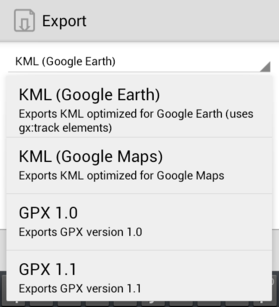 Export
KML (Google Earth)
KML (Google Earth)
Exports KML optimized for Google Earth (uses
gx:track elements)
KML (Google Maps)
Exports KML optimized for Google Maps
GPX 1.0
Exports GPX version 1.0
GPX 1.1
Exports GPX version 1.1